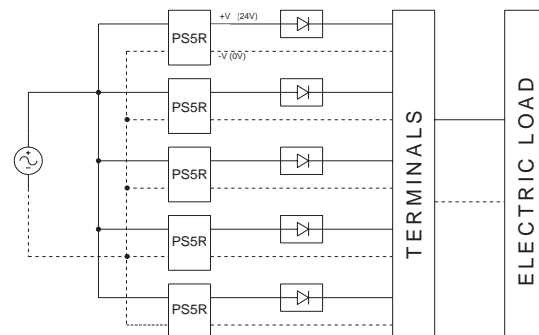 PS5R
+V (24V)
-V (0V)
PS5R
PS5R
PS5R
PS5R
TERMINALS
ELECTRIC LOAD